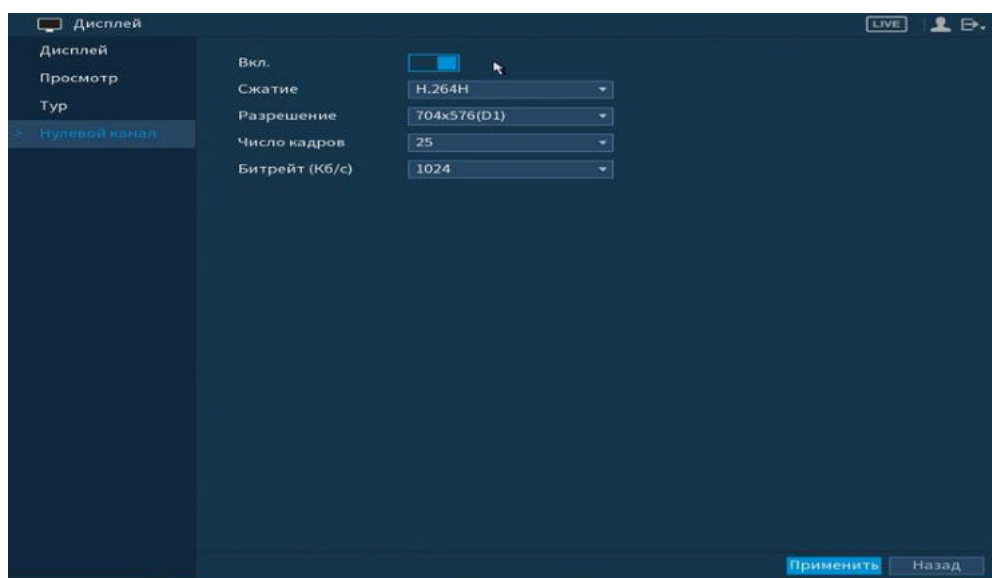 Дисплей
LIVE
Дисплей
Просмотр
Тур
> Нулевой канал
Вкл.
Сжатие H.264H
Разрешение 704x576(D1)
Число кадров 25
Битрейт (Кб/с) 1024
Применить Назад